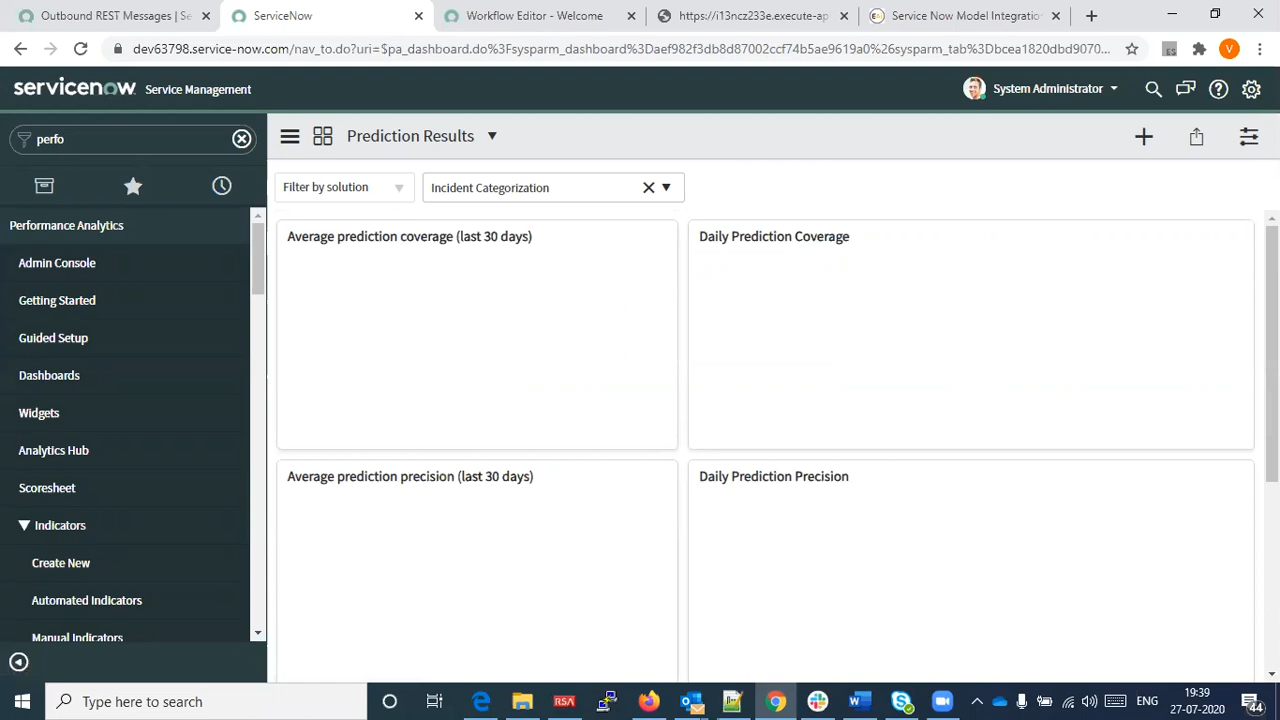 Outbound REST Messages | Se
ServiceNow
Workflow Editor - Welcome
https://i13ncz233e.execute-ap
Service Now Model Integration
dev63798.service-now.com/nav_to.do?uri=$pa_dashboard.do%3Fsysparm_dashboard%3Daef982f3db8d87002ccf74b5ae9619a0%26sysparm_tab%3Dbcea1820dbd9070...
ES
V
servicenow Service Management
System Administrator
perfo
Prediction Results
Filter by solution
Incident Categorization
Performance Analytics
Average prediction coverage (last 30 days)
Daily Prediction Coverage
Admin Console
Getting Started
Guided Setup
Dashboards
Widgets
Analytics Hub
Scoresheet
Average prediction precision (last 30 days)
Daily Prediction Precision
Indicators
Create New
Automated Indicators
Manual Indicators
Type here to search
RSA
ENG
19:39
27-07-2020
44